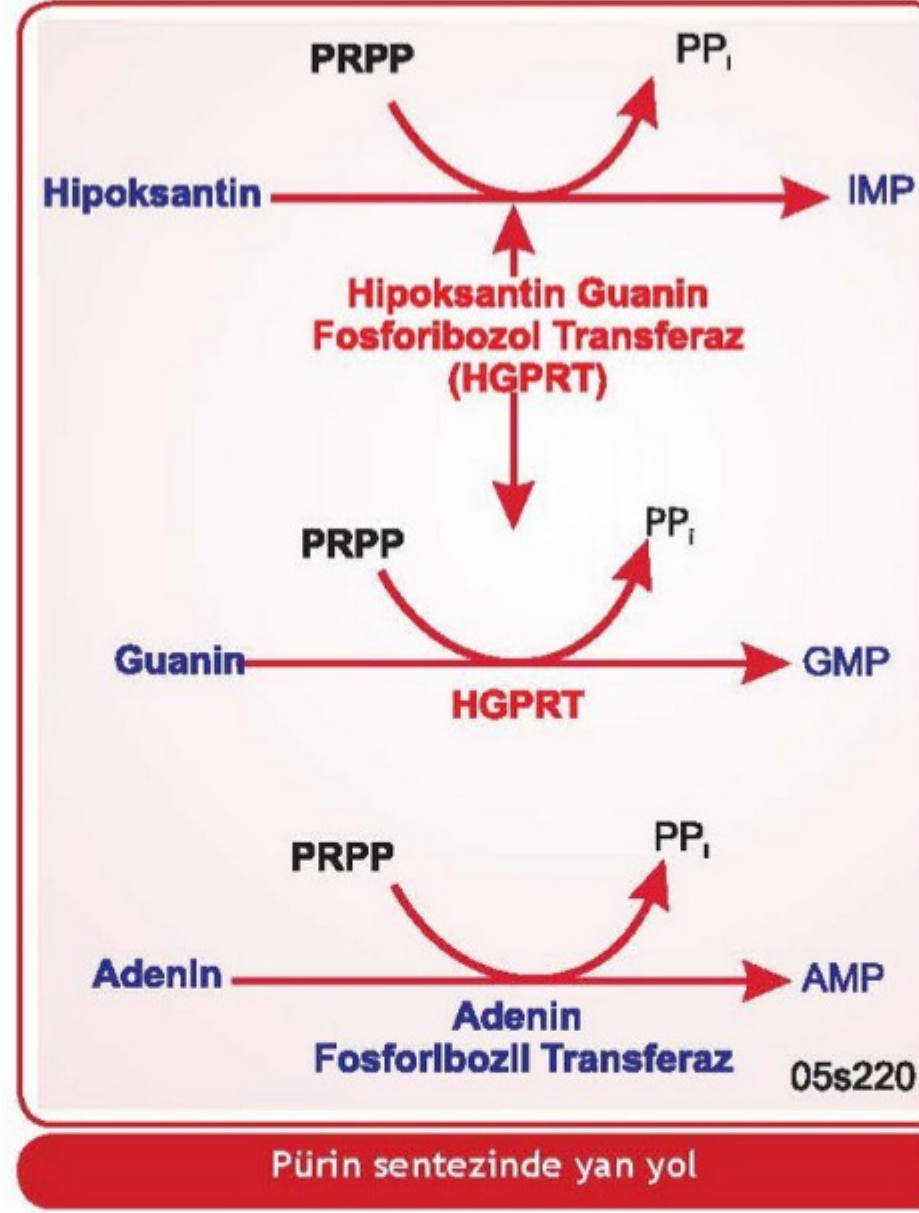 PRPP PPi
Hipoksantin IMP
Hipoksantin Guanin
Fosforibozol Transferaz
(HGPRT)
PRPP PPi
Guanin GMP
HGPRT
PRPP PPi
Adenin AMP
Adenin
Fosforibozil Transferaz
05s220
Pürin sentezinde yan yol